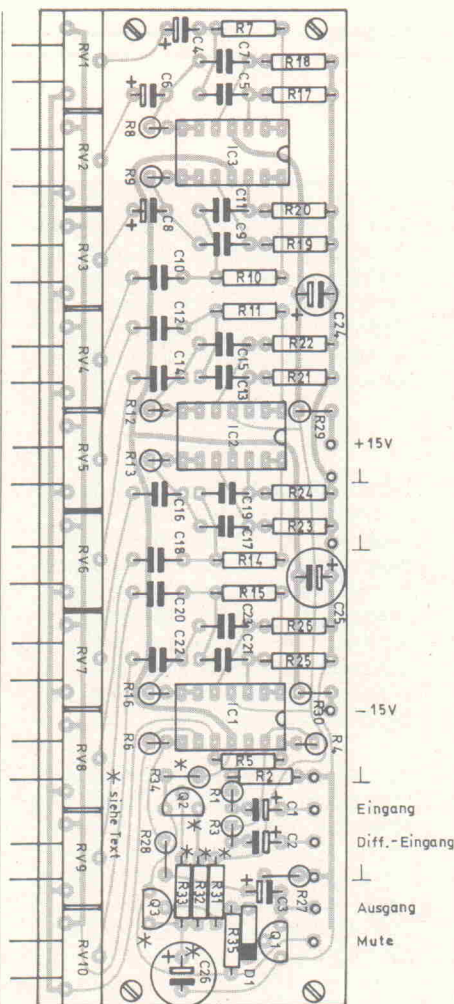 RV1
RV2
RV3
RV4
RV5
RV6
RV7
RV8
RV9
RV10
+
C4
R7
R18
C7
C5
R17
+
C6
R8
R9
IC3
+
C8
C11
C9
R20
R19
C10
R10
C24
+
C12
R11
C15
R22
C14
C13
R21
R12
R29
IC2
+15V
R13
⊥
C16
C19
R24
C17
R23
⊥
C18
R14
+
C25
C20
R15
C23
R26
C22
C21
R25
R16
R30
IC1
-15V
R6
R4
R5
* siehe Text
*
R34
R2
⊥
Q2
R1
+
C1
Eingang
*
R3
+
C2
Diff.-Eingang
R28
* * *
R33
R32
R31
+
C3
R27
⊥
Ausgang
Q3
*
R35
D1
Q1
Mute
+
C26
*